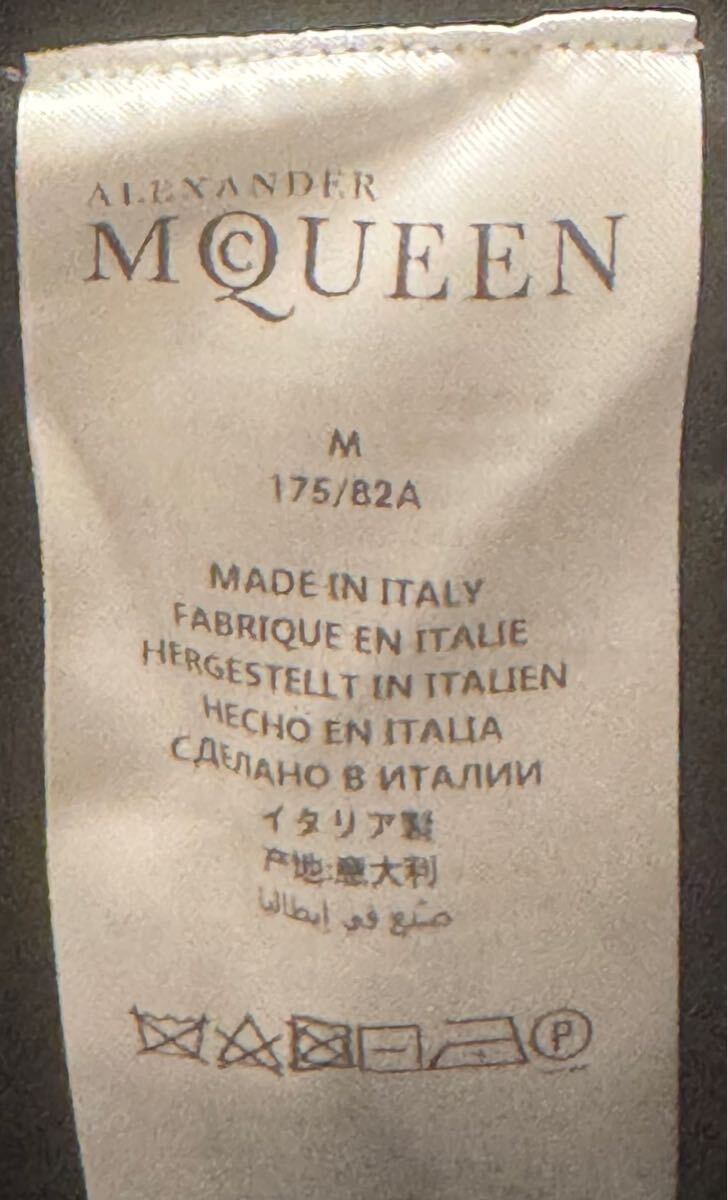 ALEXANDER
MCQUEEN
M
175/82A
MADE IN ITALY
FABRIQUE EN ITALIE
HERGESTELLT IN ITALIEN
HECHO EN ITALIA
СДЕЛАНО В ИТАЛИИ
イタリア製
产地:意大利
صنع في إيطاليا
P